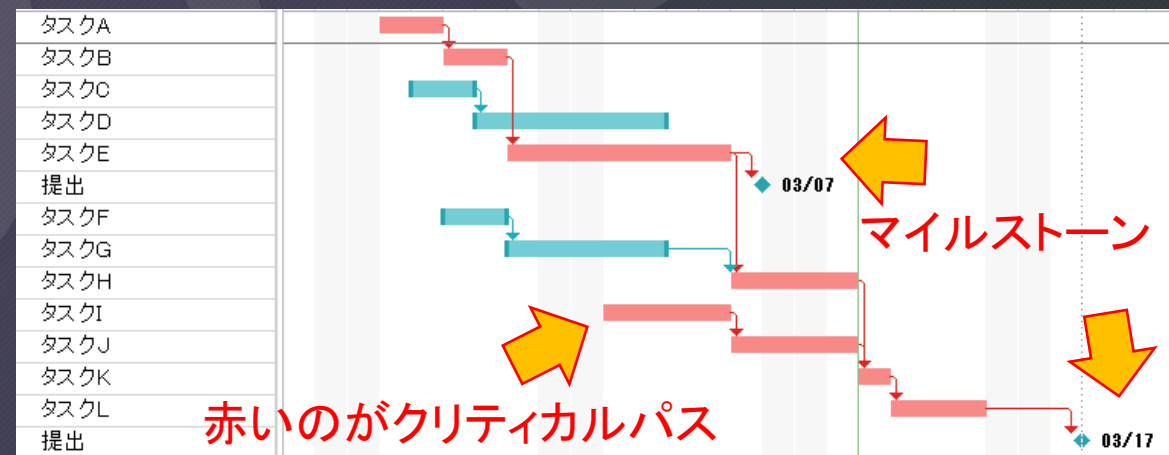 タスクA
タスクB
タスクC
タスクD
タスクE
提出
03/07
マイルストーン
タスクF
タスクG
タスクH
タスクI
タスクJ
タスクK
タスクL
赤いのがクリティカルパス
提出
03/17